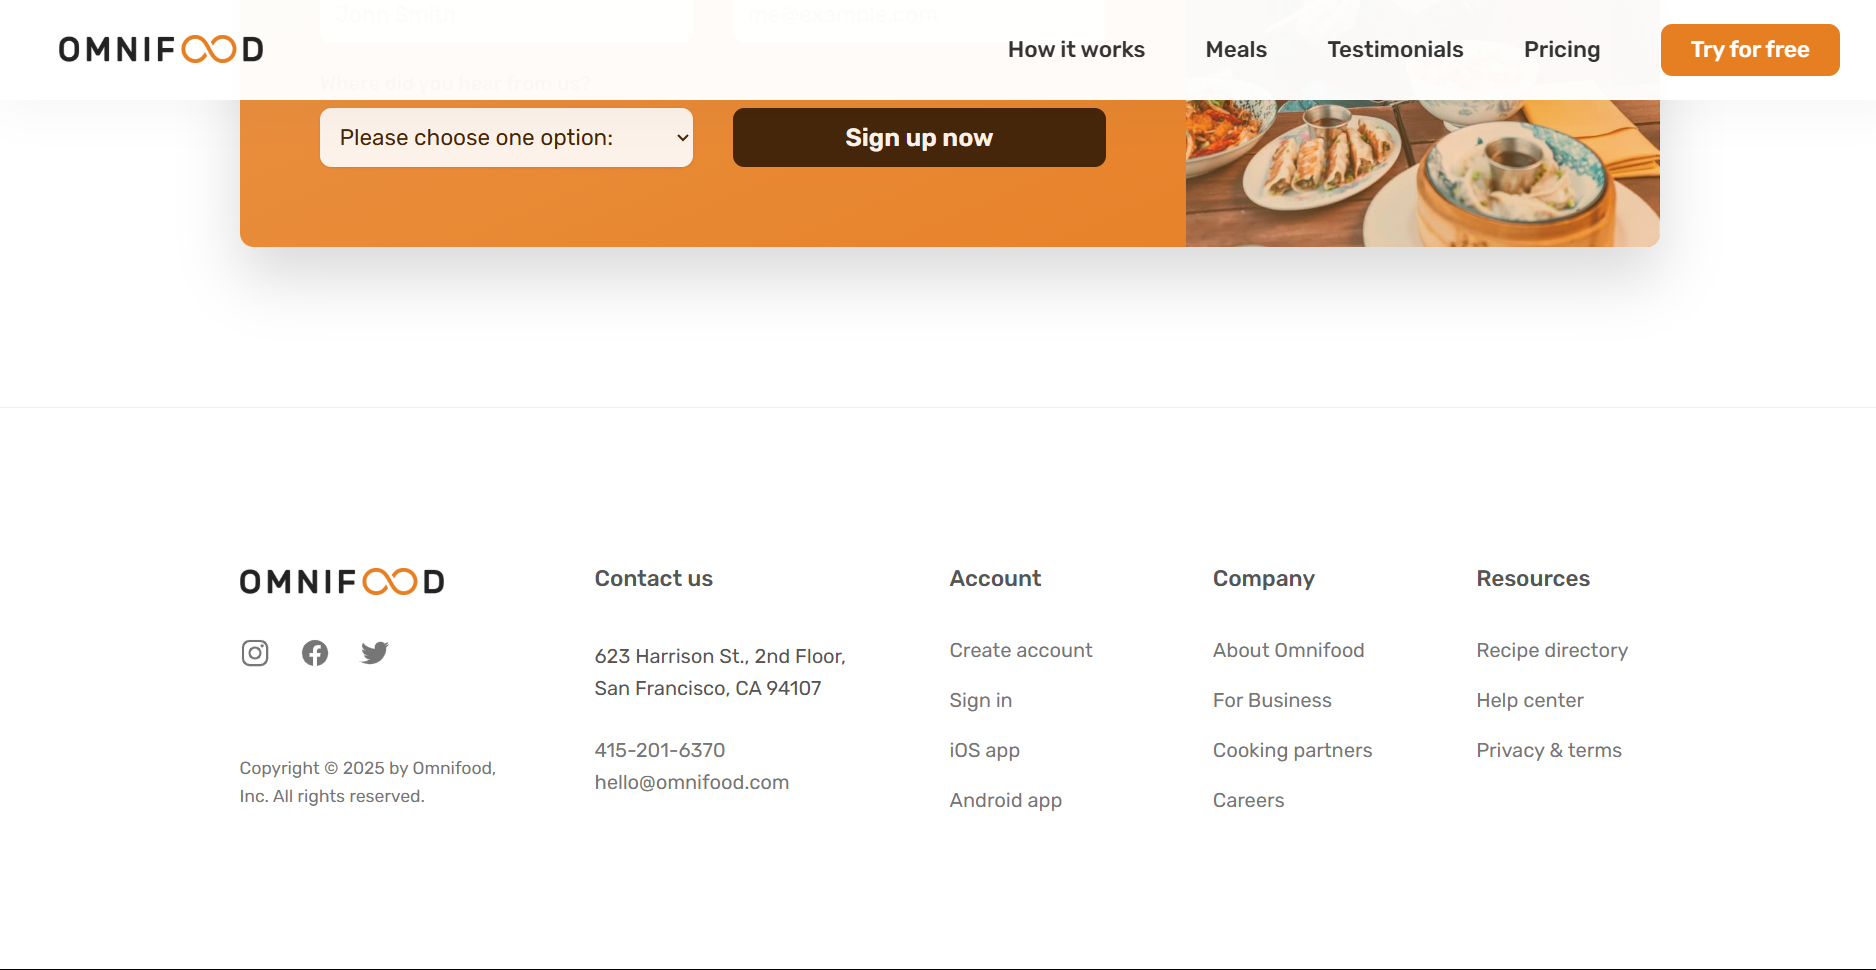 John Smith
me@example.com
OMNIFOOD
How it works
Meals
Testimonials
Pricing
Try for free
Where did you hear from us?
Please choose one option:
Sign up now
OMNIFOOD
Copyright © 2025 by Omnifood,
Inc. All rights reserved.
Contact us
623 Harrison St., 2nd Floor,
San Francisco, CA 94107
415-201-6370
hello@omnifood.com
Account
Create account
Sign in
iOS app
Android app
Company
About Omnifood
For Business
Cooking partners
Careers
Resources
Recipe directory
Help center
Privacy & terms